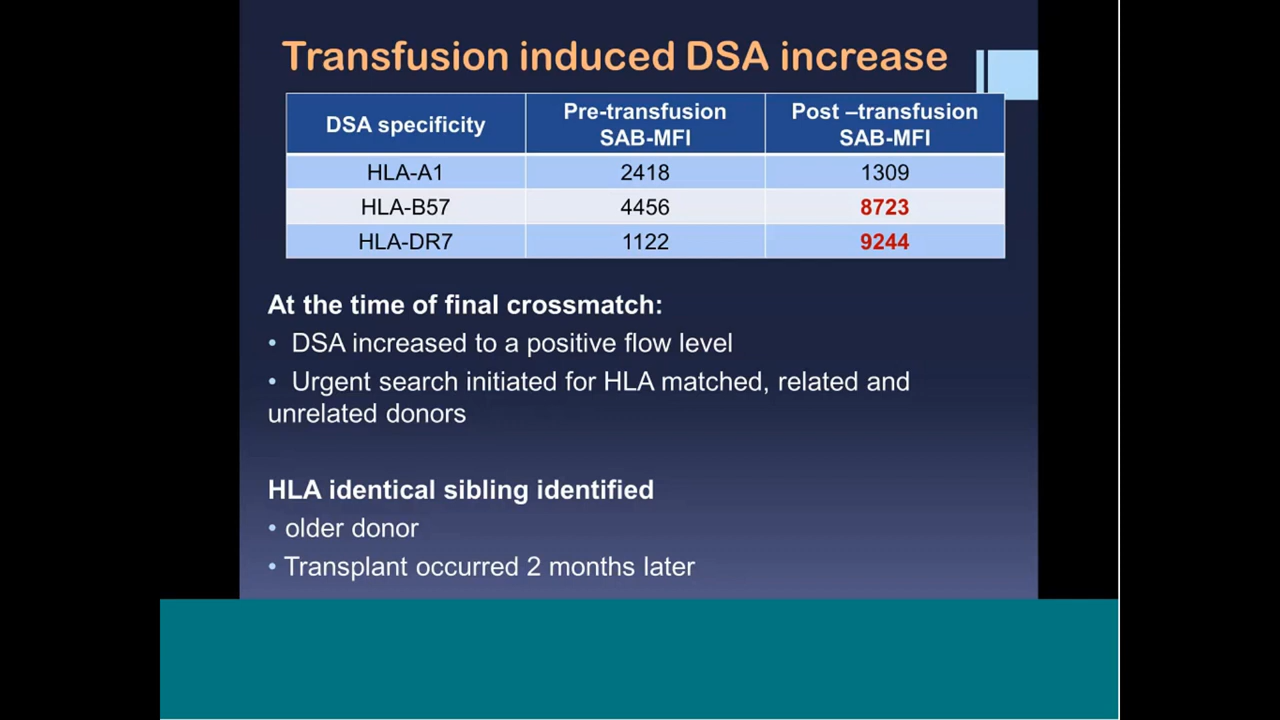 Transfusion induced DSA increase
DSA specificity
Pre-transfusion
SAB-MFI
Post –transfusion
SAB-MFI
HLA-A1 2418 1309
HLA-B57 4456 8723
HLA-DR7 1122 9244
At the time of final crossmatch:
• DSA increased to a positive flow level
• Urgent search initiated for HLA matched, related and
unrelated donors
HLA identical sibling identified
• older donor
• Transplant occurred 2 months later